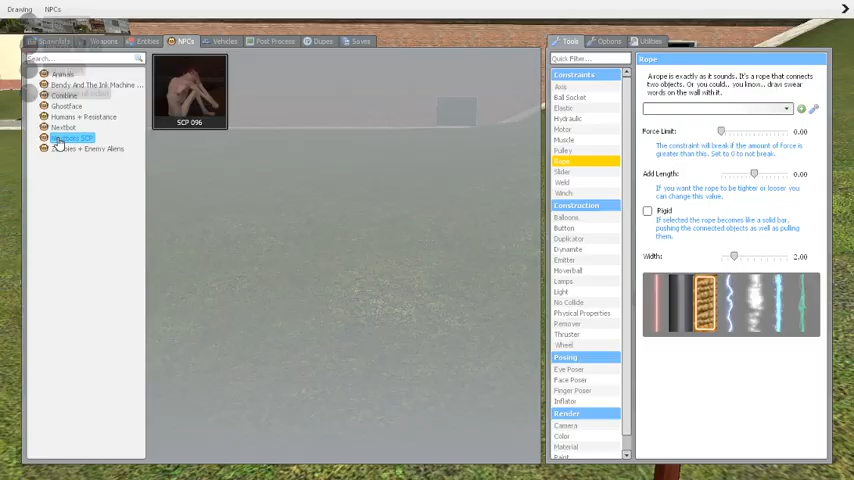 Drawing NPCs
Spawnlists Weapons Entities NPCs Vehicles Post Process Dupes Saves
Search...
Animals
Bendy And The Ink Machine ...
Combine
Ghostface
Humans + Resistance
Nextbot
Nextbots SCP
Zombies + Enemy Aliens
SCP 096
Tools Options Utilities
Quick Filter...
Constraints
Axis
Ball Socket
Elastic
Hydraulic
Motor
Muscle
Pulley
Rope
Slider
Weld
Winch
Construction
Balloons
Button
Duplicator
Dynamite
Emitter
Hoverball
Lamps
Light
No Collide
Physical Properties
Remover
Thruster
Wheel
Posing
Eye Poser
Face Poser
Finger Poser
Inflator
Render
Camera
Color
Material
Paint
Rope
A rope is exactly as it sounds. It's a rope that connects
two objects. Or you could.. you know.. draw swear
words on the wall with it.
Force Limit: 0.00
The constraint will break if the amount of force is
greater than this. Set to 0 to not break.
Add Length: 0.00
If you want the rope to be tighter or looser you
can change this value.
Rigid
If selected the rope becomes like a solid bar,
pushing the connected objects as well as pulling
them.
Width: 2.00